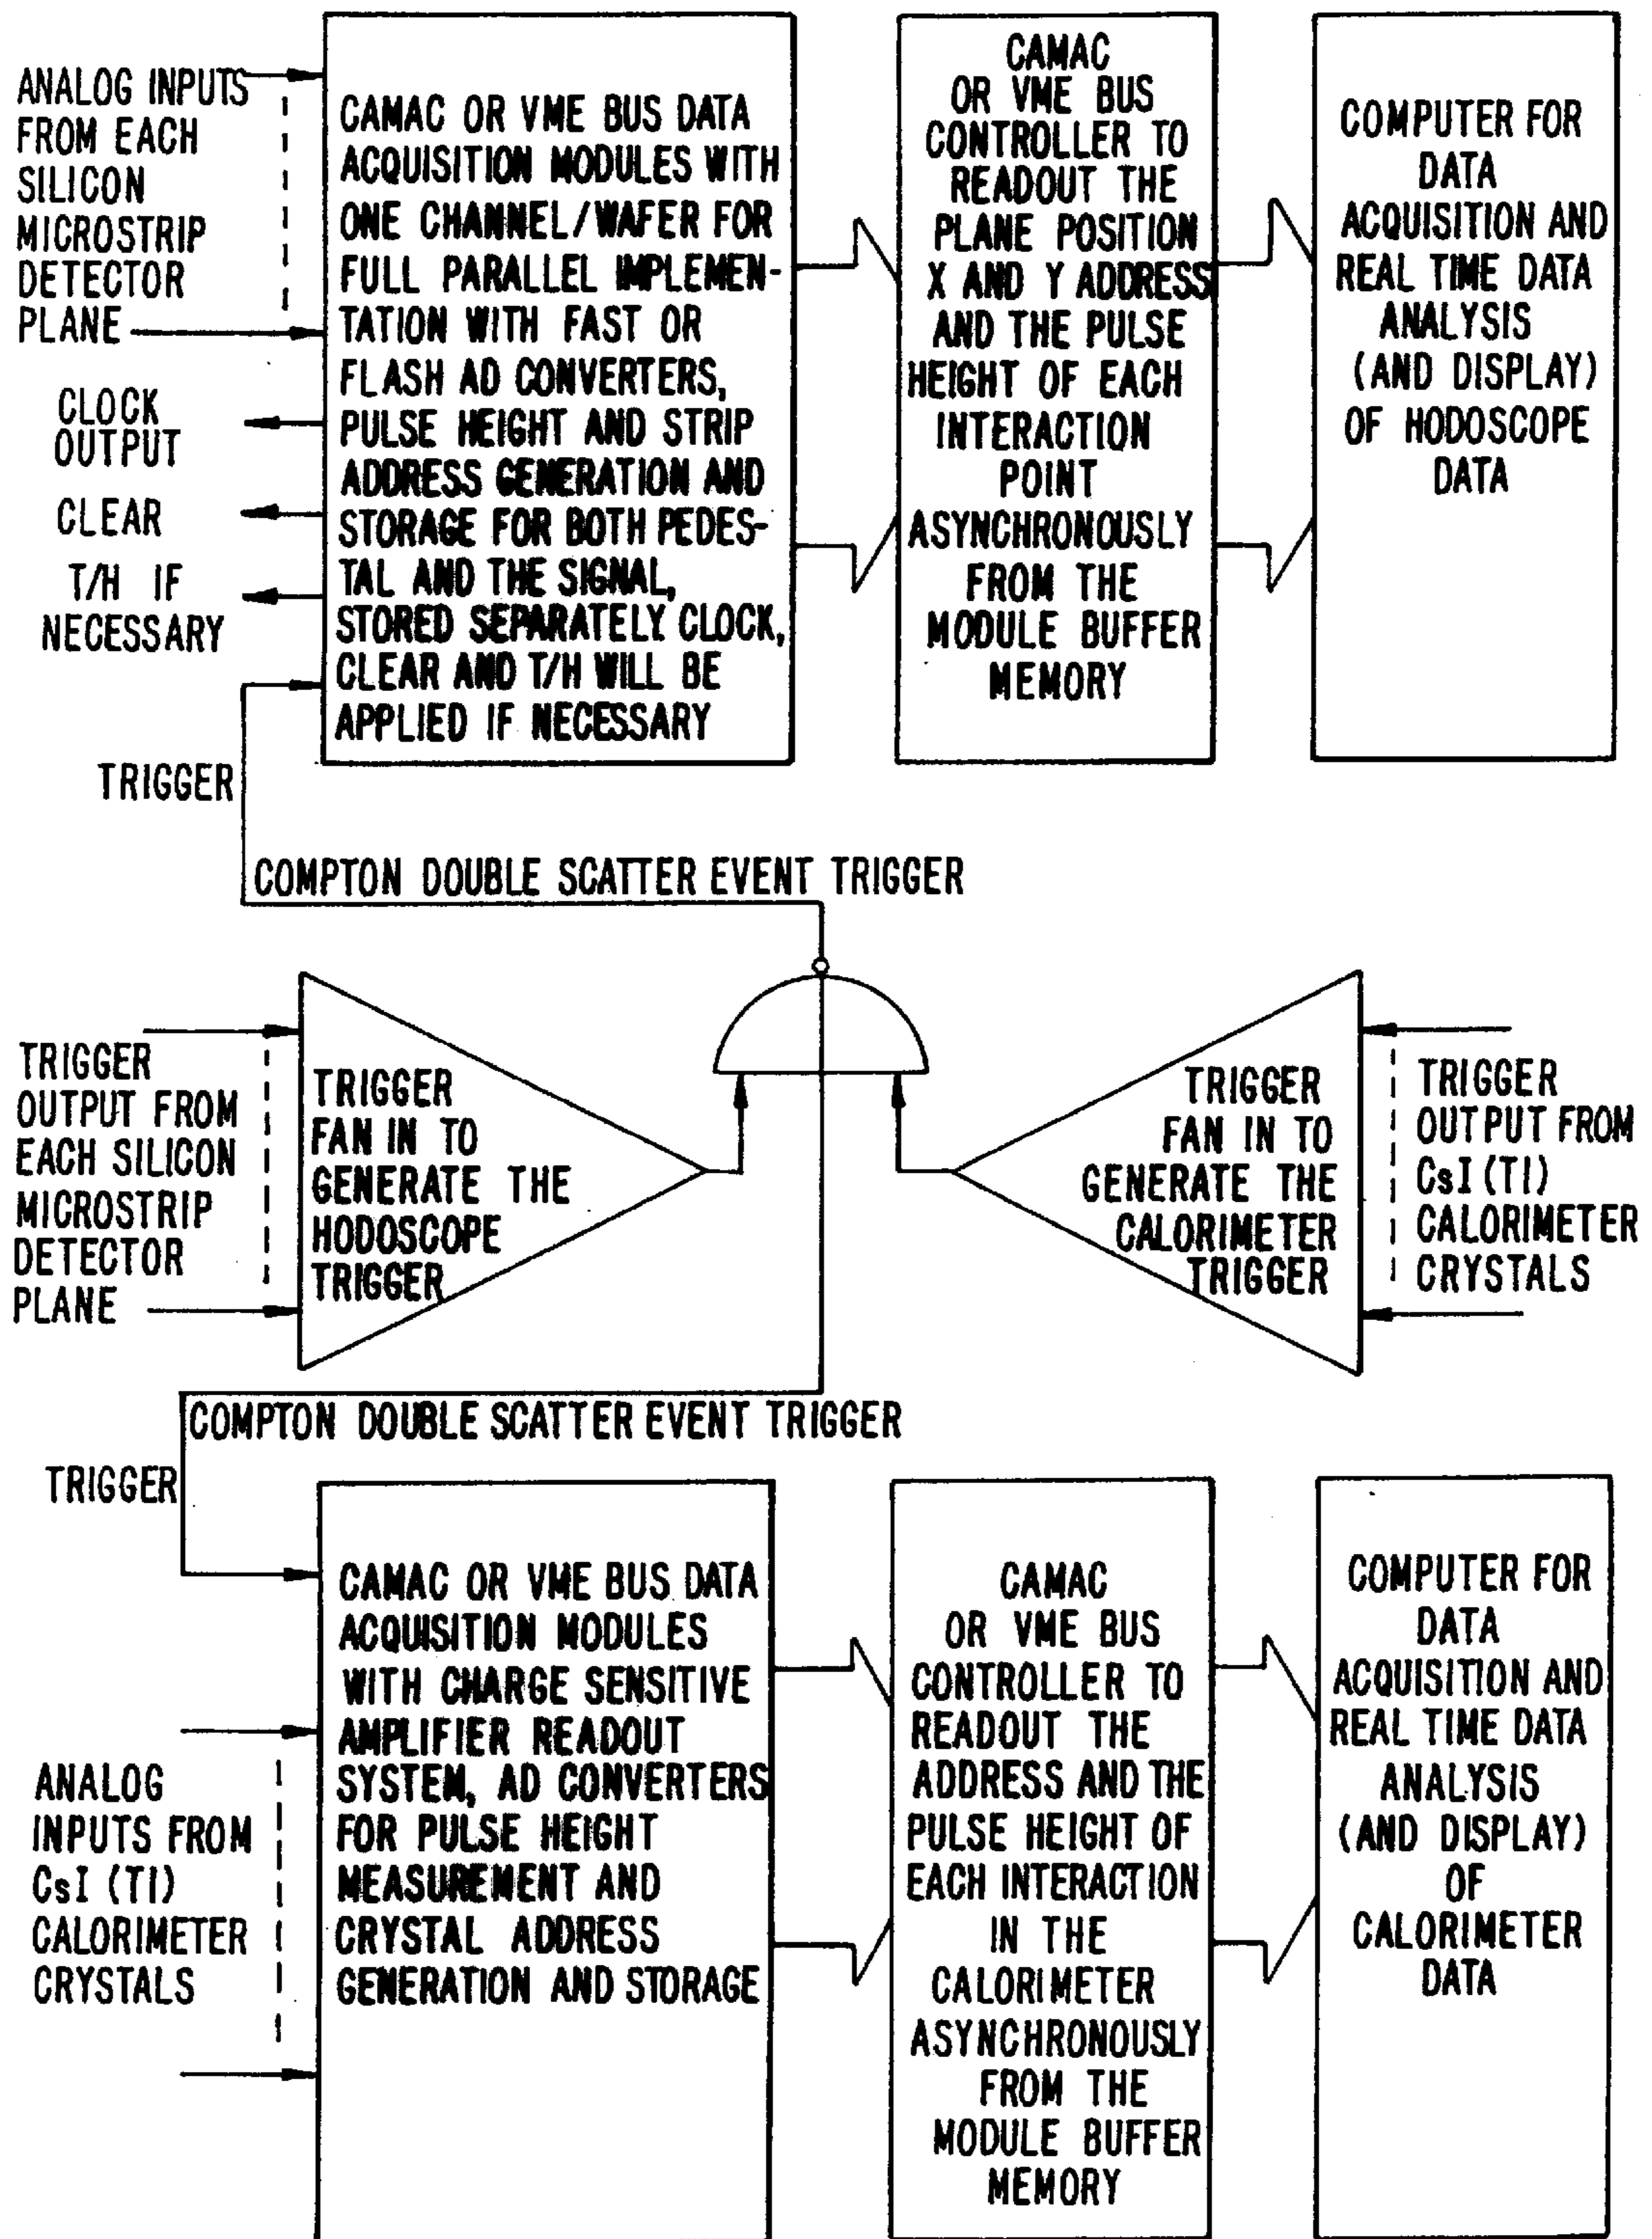 ANALOG INPUTS
FROM EACH
SILICON
MICROSTRIP
DETECTOR
PLANE
CLOCK
OUTPUT
CLEAR
T/H IF
NECESSARY
TRIGGER
CAMAC OR VME BUS DATA
ACQUISITION MODULES WITH
ONE CHANNEL/WAFER FOR
FULL PARALLEL IMPLEMEN-
TATION WITH FAST OR
FLASH AD CONVERTERS,
PULSE HEIGHT AND STRIP
ADDRESS GENERATION AND
STORAGE FOR BOTH PEDES-
TAL AND THE SIGNAL,
STORED SEPARATELY CLOCK,
CLEAR AND T/H WILL BE
APPLIED IF NECESSARY
CAMAC
OR VME BUS
CONTROLLER TO
READOUT THE
PLANE POSITION
X AND Y ADDRESS
AND THE PULSE
HEIGHT OF EACH
INTERACTION
POINT
ASYNCHRONOUSLY
FROM THE
MODULE BUFFER
MEMORY
COMPUTER FOR
DATA
ACQUISITION AND
REAL TIME DATA
ANALYSIS
(AND DISPLAY)
OF HODOSCOPE
DATA
COMPTON DOUBLE SCATTER EVENT TRIGGER
TRIGGER
OUTPUT FROM
EACH SILICON
MICROSTRIP
DETECTOR
PLANE
TRIGGER
FAN IN TO
GENERATE THE
HODOSCOPE
TRIGGER
TRIGGER
FAN IN TO
GENERATE THE
CALORIMETER
TRIGGER
TRIGGER
OUTPUT FROM
CsI (Tl)
CALORIMETER
CRYSTALS
COMPTON DOUBLE SCATTER EVENT TRIGGER
TRIGGER
ANALOG
INPUTS FROM
CsI (Tl)
CALORIMETER
CRYSTALS
CAMAC OR VME BUS DATA
ACQUISITION MODULES
WITH CHARGE SENSITIVE
AMPLIFIER READOUT
SYSTEM, AD CONVERTERS
FOR PULSE HEIGHT
MEASUREMENT AND
CRYSTAL ADDRESS
GENERATION AND STORAGE
CAMAC
OR VME BUS
CONTROLLER TO
READOUT THE
ADDRESS AND THE
PULSE HEIGHT OF
EACH INTERACTION
IN THE
CALORIMETER
ASYNCHRONOUSLY
FROM THE
MODULE BUFFER
MEMORY
COMPUTER FOR
DATA
ACQUISITION AND
REAL TIME DATA
ANALYSIS
(AND DISPLAY)
OF
CALORIMETER
DATA